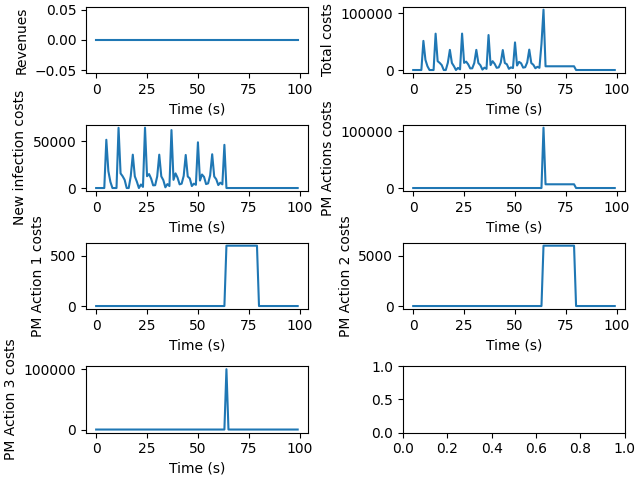 Revenues
0.05
0.00
−0.05
0 25 50 75 100
Time (s)
Total costs
100000
0
0 25 50 75 100
Time (s)
New infection costs
50000
0
0 25 50 75 100
Time (s)
PM Actions costs
100000
0
0 25 50 75 100
Time (s)
PM Action 1 costs
500
0
0 25 50 75 100
Time (s)
PM Action 2 costs
5000
0
0 25 50 75 100
Time (s)
PM Action 3 costs
100000
0
0 25 50 75 100
Time (s)
1.0
0.5
0.0
0.0 0.2 0.4 0.6 0.8 1.0